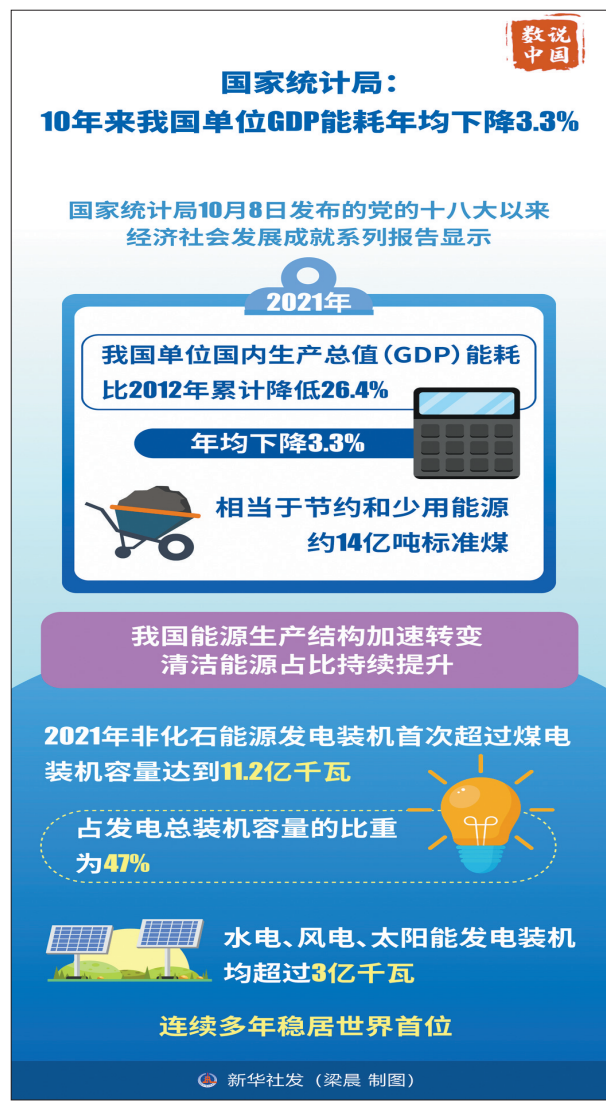 数说
中国
国家统计局：
10年来我国单位GDP能耗年均下降3.3%
国家统计局10月8日发布的党的十八大以来
经济社会发展成就系列报告显示
2021年
我国单位国内生产总值（GDP）能耗
比2012年累计降低26.4%
年均下降3.3%
相当于节约和少用能源
约14亿吨标准煤
我国能源生产结构加速转变
清洁能源占比持续提升
2021年非化石能源发电装机首次超过煤电
装机容量达到11.2亿千瓦
占发电总装机容量的比重
为47%
水电、风电、太阳能发电装机
均超过3亿千瓦
连续多年稳居世界首位
新华社发（梁晨 制图）